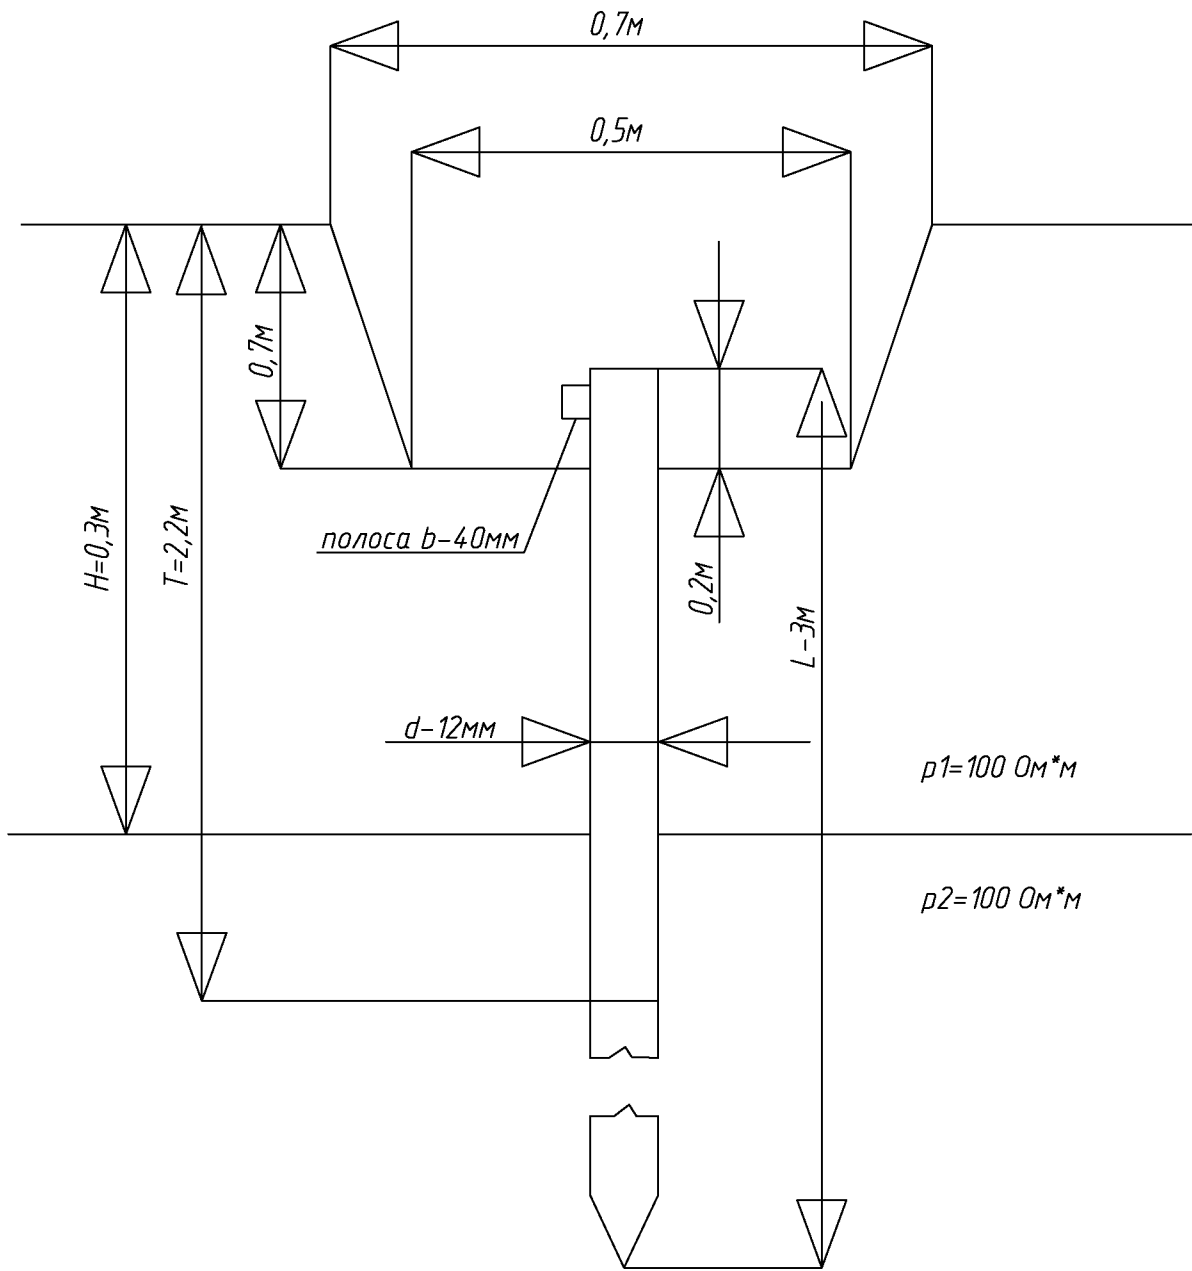 0,7м
0,5м
0,7м
H=0,3м
T=2,2м
полоса b-40мм
0,2м
L-3м
d-12мм
p1=100 Ом*м
p2=100 Ом*м